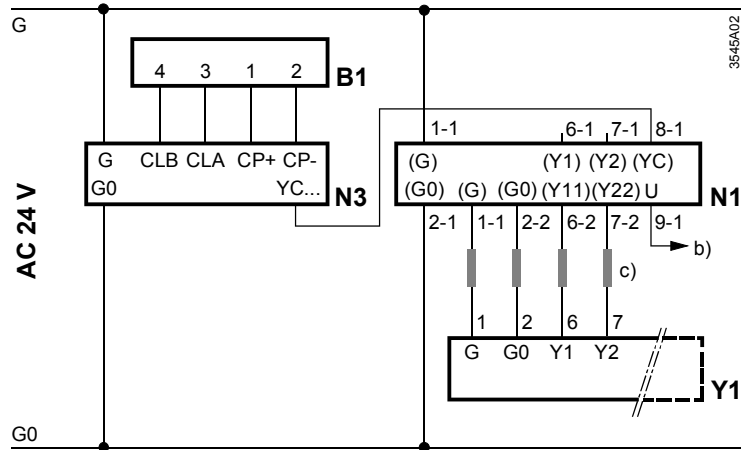 G
3545A02
4 3 1 2
B1
1-1 6-1 7-1 8-1
G CLB CLA CP+ CP-
G0 YC...
N3
(G) (Y1) (Y2) (YC)
(G0) (G) (G0) (Y11) (Y22) U
N1
2-1 1-1 2-2 6-2 7-2 9-1
b)
AC 24 V
c)
1 2 6 7
G G0 Y1 Y2
Y1
G0